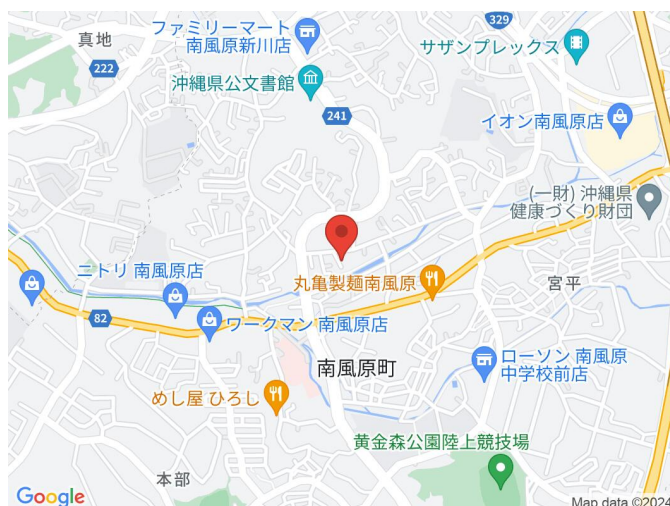 ファミリーマート
南風原新川店
329
真地
サザンプレックス
222
沖縄県公文書館
241
イオン南風原店
(一財) 沖縄県
健康づくり財団
ニトリ 南風原店
丸亀製麺南風原
宮平
82
ワークマン 南風原店
南風原町
ローソン 南風原
中学校前店
めし屋 ひろし
黄金森公園陸上競技場
本部
Google
Map data ©2024